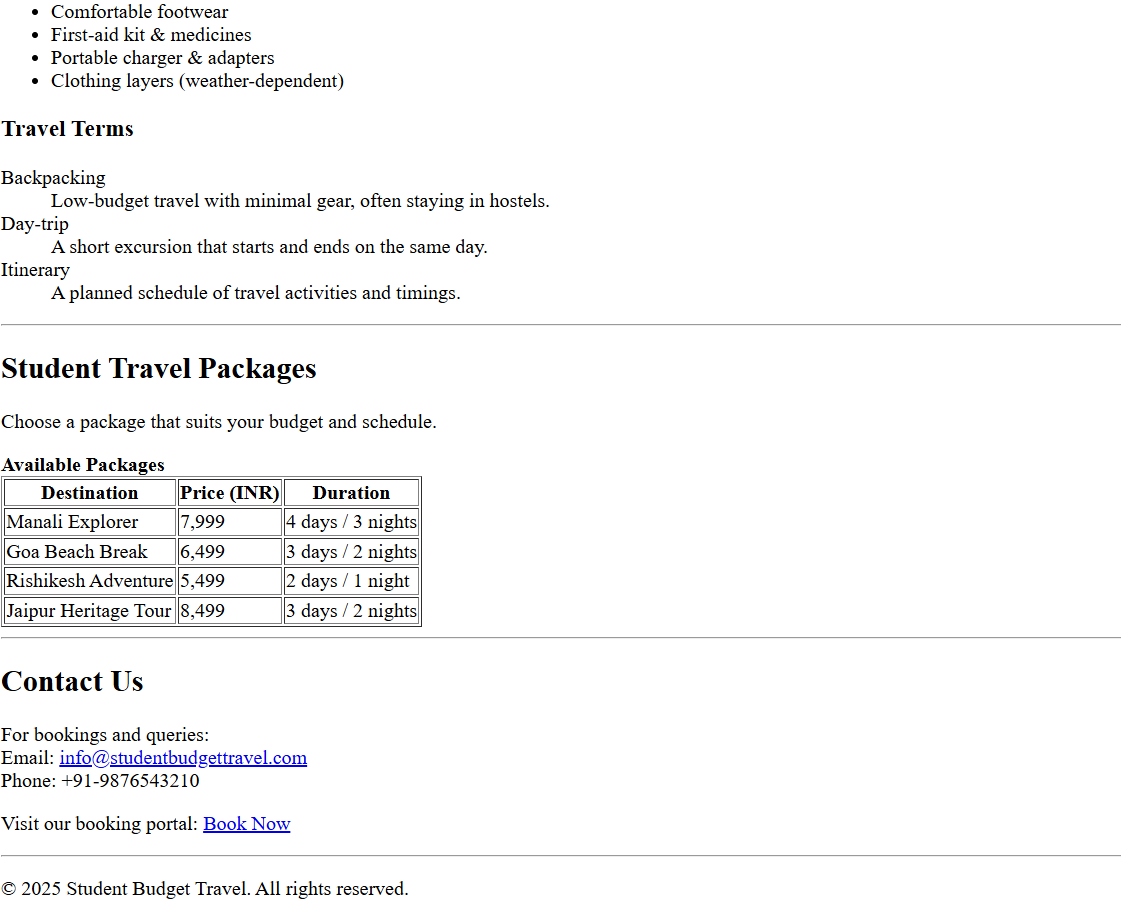 Comfortable footwear
First-aid kit & medicines
Portable charger & adapters
Clothing layers (weather-dependent)
Travel Terms
Backpacking
Low-budget travel with minimal gear, often staying in hostels.
Day-trip
A short excursion that starts and ends on the same day.
Itinerary
A planned schedule of travel activities and timings.
Student Travel Packages
Choose a package that suits your budget and schedule.
Available Packages
Destination Price (INR) Duration
Manali Explorer 7,999 4 days / 3 nights
Goa Beach Break 6,499 3 days / 2 nights
Rishikesh Adventure 5,499 2 days / 1 night
Jaipur Heritage Tour 8,499 3 days / 2 nights
Contact Us
For bookings and queries:
Email: info@studentbudgettravel.com
Phone: +91-9876543210
Visit our booking portal: Book Now
© 2025 Student Budget Travel. All rights reserved.